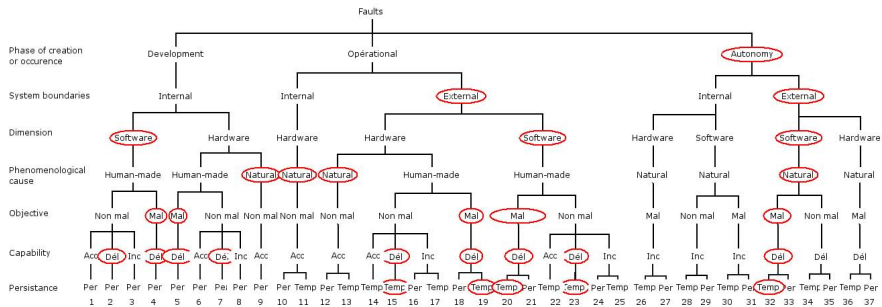 Faults
Phase of creation
or occurence
Development Opérational Autonomy
System boundaries Internal Internal External Internal External
Dimension Software Hardware Hardware Hardware Software Hardware Software Software Hardware
Phenomenological
cause
Human-made Human-made Natural Natural Natural Human-made Human-made Natural Natural Natural Natural
Objective Non mal Mal Mal Non mal Non mal Non mal Non mal Non mal Mal Mal Non mal Mal Non mal Mal Mal Non mal Mal
Capability Acc Dél Inc Dél Dél Acc Dél Inc Acc Acc Acc Acc Dél Inc Dél Dél Acc Dél Inc Inc Inc Inc Dél Dél Dél
Persistance Per Per Per Per Per Per Per Per Per Per Temp Per Temp Per Temp Per Temp Per Temp Temp Per Per Temp Per Temp Temp Per Temp Per Per Temp Temp Per Temp Per Temp Per
1 2 3 4 5 6 7 8 9 10 11 12 13 14 15 16 17 18 19 20 21 22 23 24 25 26 27 28 29 30 31 32 33 34 35 36 37